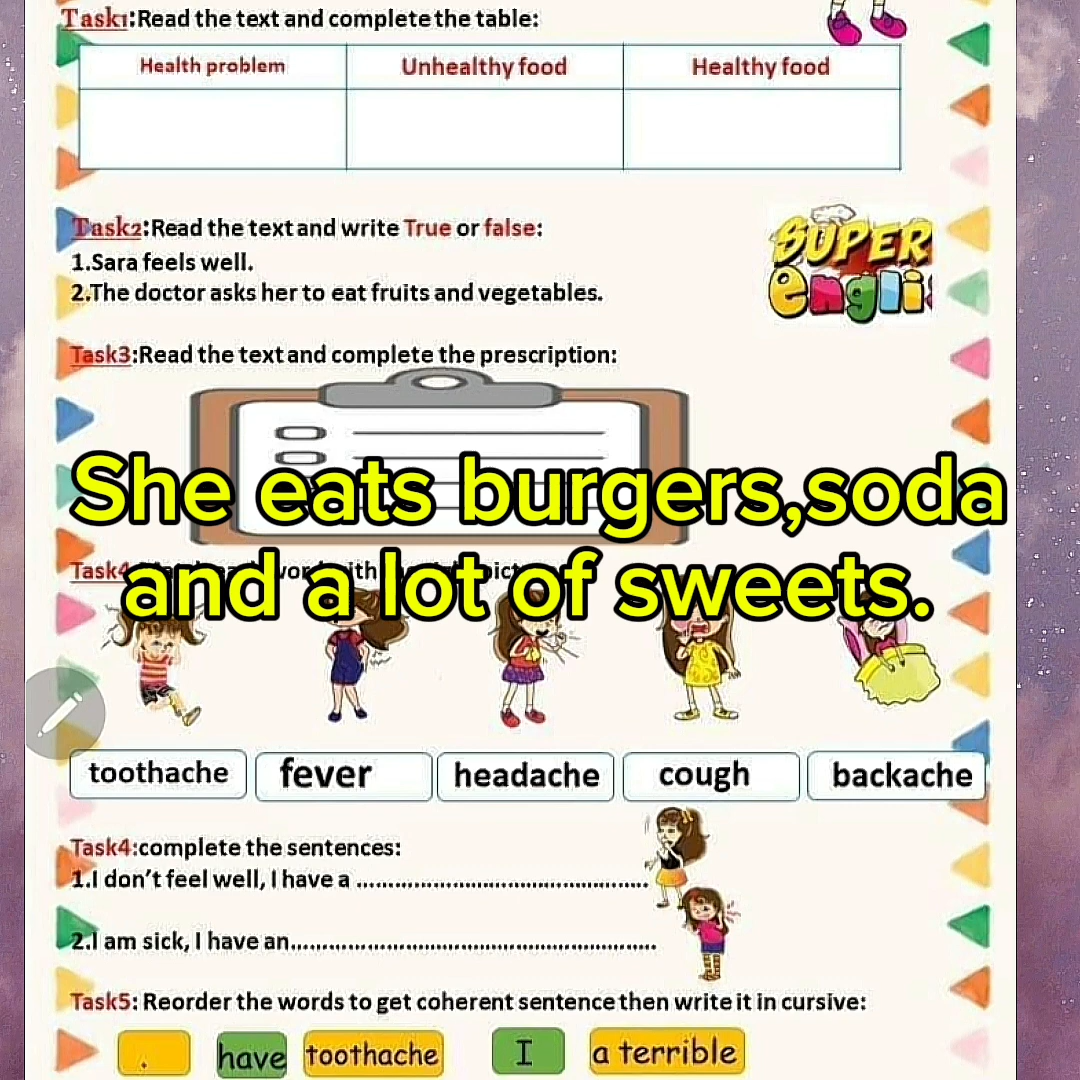 Task1:Read the text and complete the table:
Health problem Unhealthy food Healthy food
Task2:Read the text and write True or false:
1.Sara feels well.
2.The doctor asks her to eat fruits and vegetables.
SUPER
engli
Task3:Read the text and complete the prescription:
She eats burgers,soda
and a lot of sweets.
Task4
toothache fever headache cough backache
Task4:complete the sentences:
1.I don't feel well, I have a ................................................
2.I am sick, I have an............................................................
Task5: Reorder the words to get coherent sentence then write it in cursive:
. have toothache I a terrible